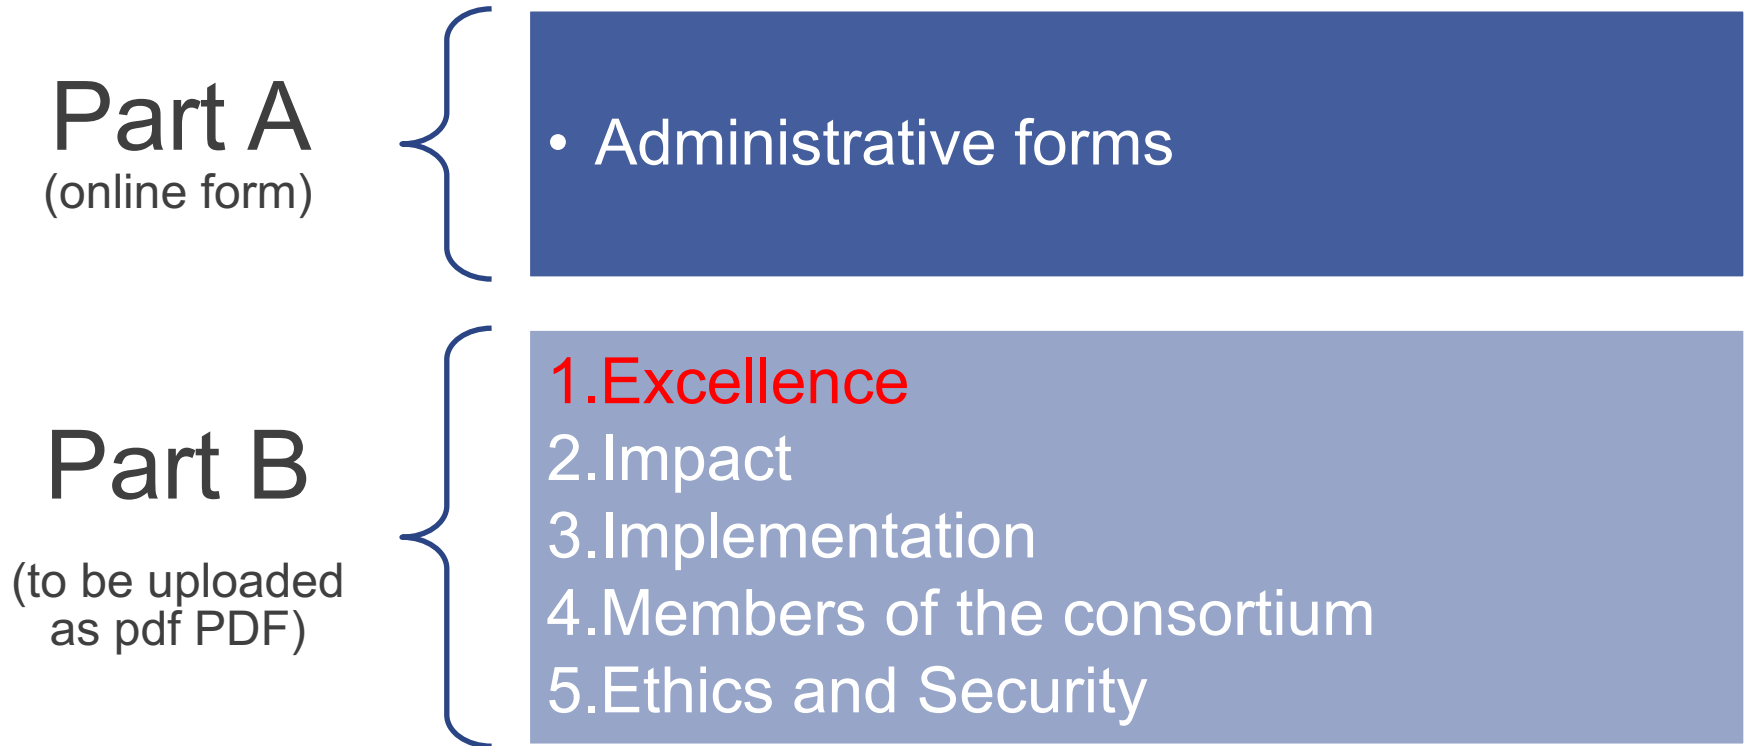 Part A
(online form)
• Administrative forms
Part B
(to be uploaded
as pdf PDF)
1.Excellence
2.Impact
3.Implementation
4.Members of the consortium
5.Ethics and Security